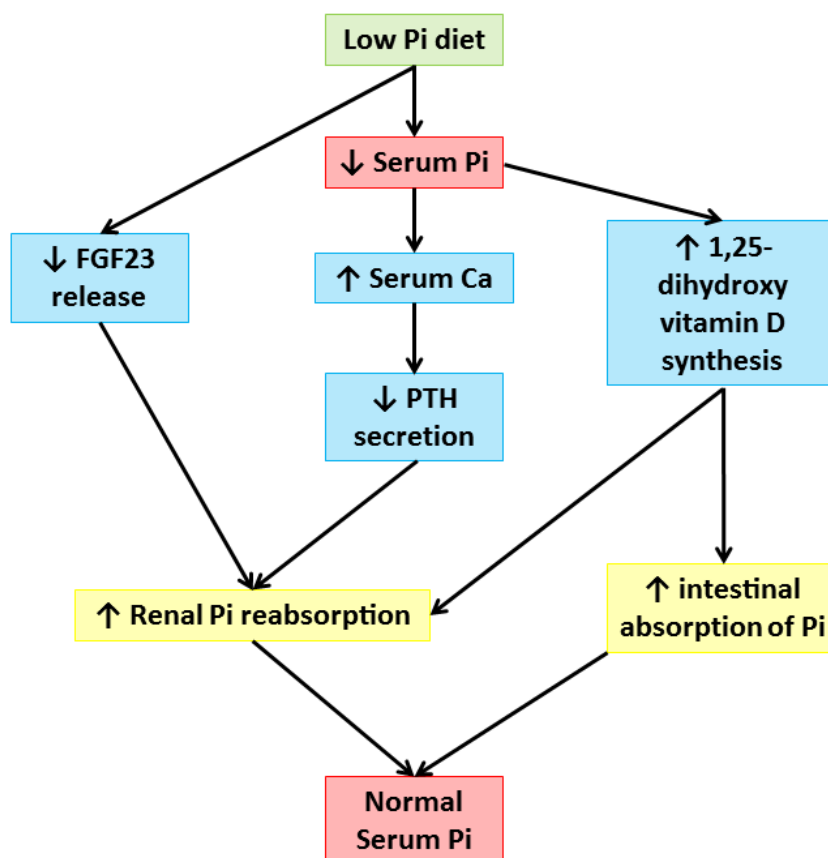 Low Pi diet
↓ Serum Pi
↓ FGF23
release
↑ Serum Ca
↑ 1,25-
dihydroxy
vitamin D
synthesis
↓ PTH
secretion
↑ Renal Pi reabsorption
↑ intestinal
absorption of Pi
Normal
Serum Pi